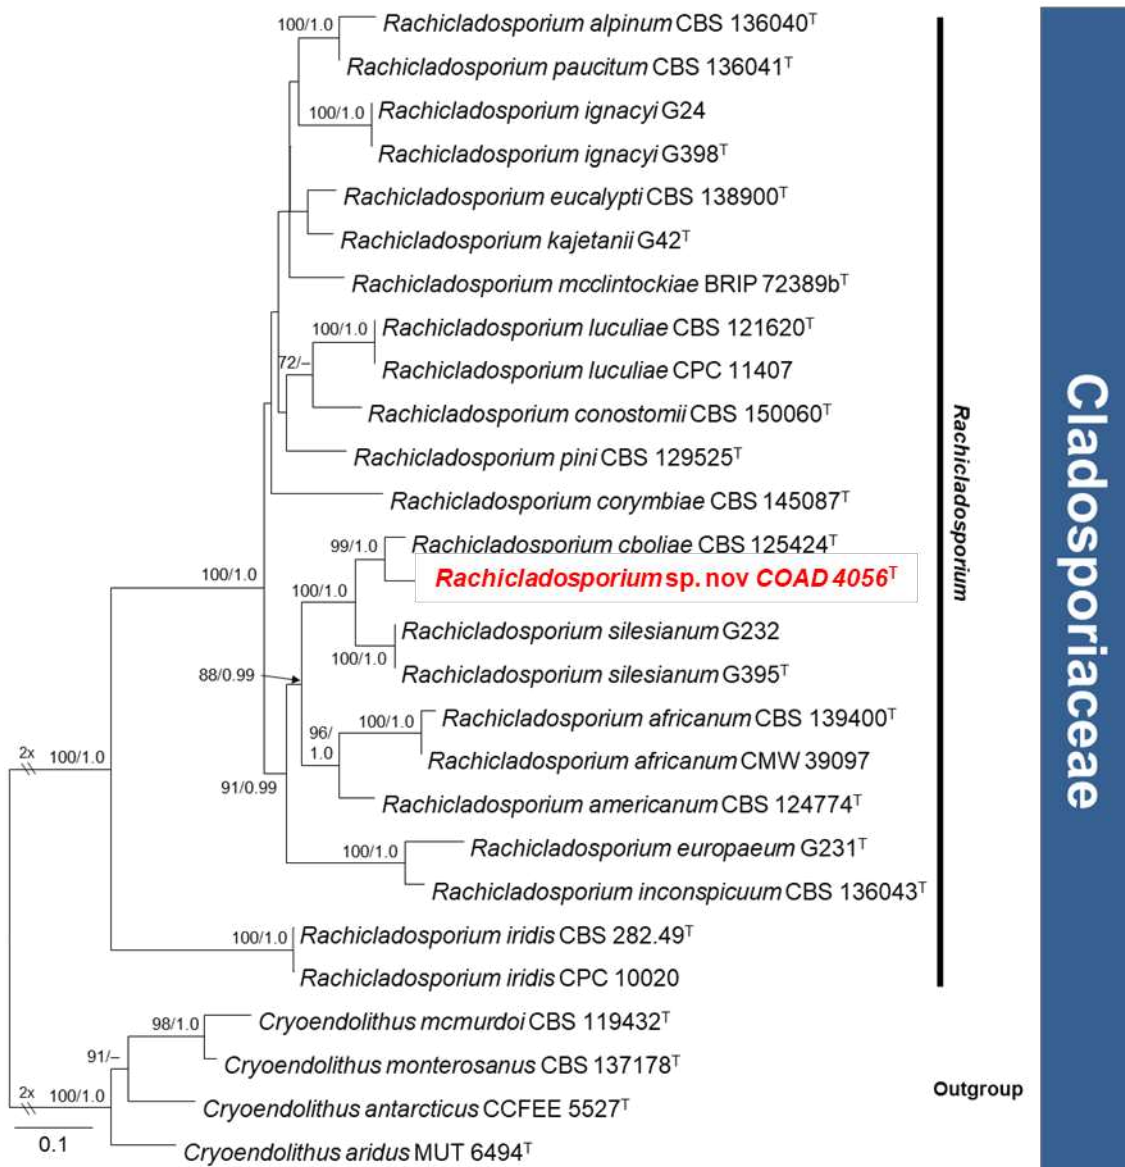 100/1.0
Rachicladosporium alpinum CBS 136040ᵀ
Rachicladosporium paucitum CBS 136041ᵀ
100/1.0
Rachicladosporium ignacyi G24
Rachicladosporium ignacyi G398ᵀ
Rachicladosporium eucalypti CBS 138900ᵀ
Rachicladosporium kajetanii G42ᵀ
Rachicladosporium mcclintockiae BRIP 72389bᵀ
100/1.0
Rachicladosporium luculiae CBS 121620ᵀ
Rachicladosporium luculiae CPC 11407
72/–
Rachicladosporium conostomii CBS 150060ᵀ
Rachicladosporium pini CBS 129525ᵀ
Rachicladosporium corymbiae CBS 145087ᵀ
99/1.0
Rachicladosporium cboliae CBS 125424ᵀ
100/1.0
100/1.0
Rachicladosporium sp. nov COAD 4056ᵀ
Rachicladosporium silesianum G232
100/1.0
Rachicladosporium silesianum G395ᵀ
88/0.99
100/1.0
Rachicladosporium africanum CBS 139400ᵀ
96/
1.0
Rachicladosporium africanum CMW 39097
2x
100/1.0
91/0.99
Rachicladosporium americanum CBS 124774ᵀ
100/1.0
Rachicladosporium europaeum G231ᵀ
Rachicladosporium inconspicuum CBS 136043ᵀ
100/1.0
Rachicladosporium iridis CBS 282.49ᵀ
Rachicladosporium iridis CPC 10020
98/1.0
Cryoendolithus mcmurdoi CBS 119432ᵀ
91/–
Cryoendolithus monterosanus CBS 137178ᵀ
2x
100/1.0
Cryoendolithus antarcticus CCFEE 5527ᵀ
0.1
Cryoendolithus aridus MUT 6494ᵀ
Rachicladosporium
Outgroup
Cladosporiaceae